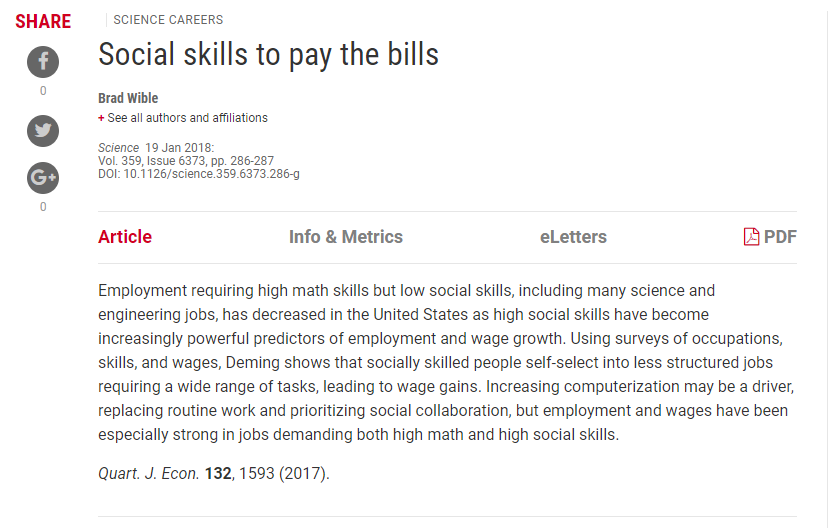 SHARE
SCIENCE CAREERS
Social skills to pay the bills
0
Brad Wible
+ See all authors and affiliations
Science 19 Jan 2018:
Vol. 359, Issue 6373, pp. 286-287
DOI: 10.1126/science.359.6373.286-g
G+
0
Article Info & Metrics eLetters PDF
Employment requiring high math skills but low social skills, including many science and
engineering jobs, has decreased in the United States as high social skills have become
increasingly powerful predictors of employment and wage growth. Using surveys of occupations,
skills, and wages, Deming shows that socially skilled people self-select into less structured jobs
requiring a wide range of tasks, leading to wage gains. Increasing computerization may be a driver,
replacing routine work and prioritizing social collaboration, but employment and wages have been
especially strong in jobs demanding both high math and high social skills.
Quart. J. Econ. 132, 1593 (2017).